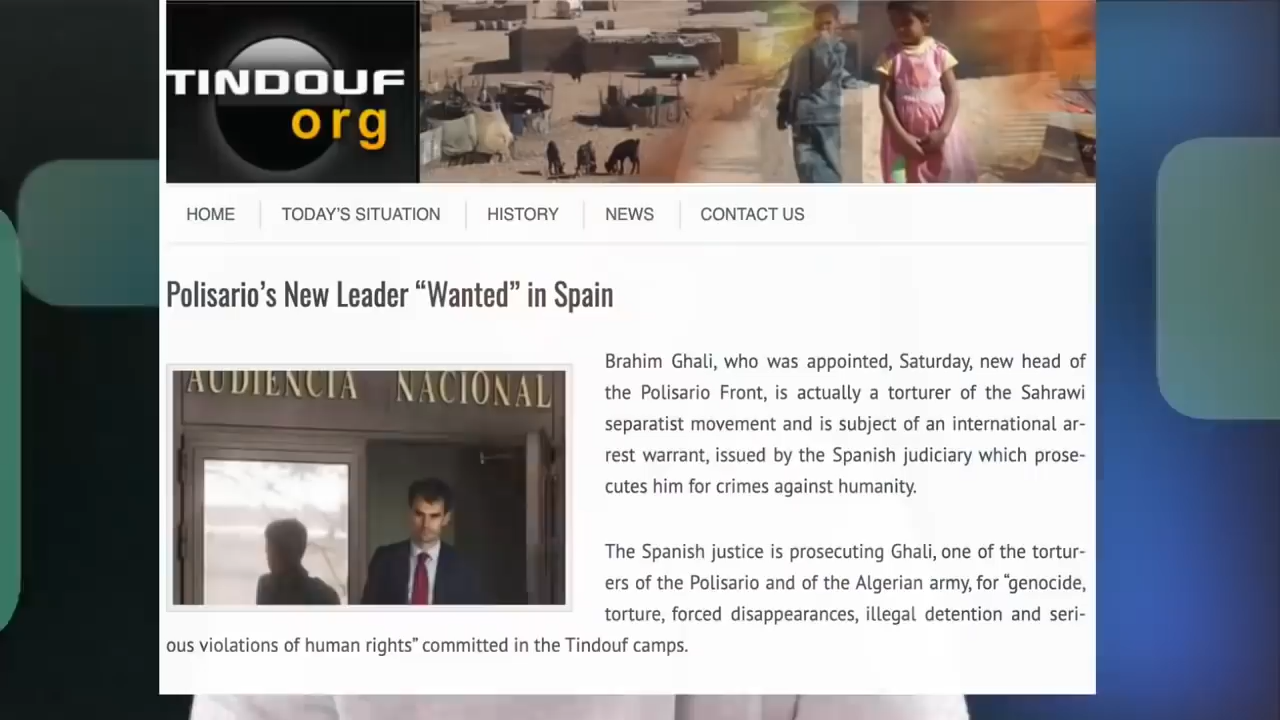 TINDOUF
org
HOME
TODAY'S SITUATION
HISTORY
NEWS
CONTACT US
Polisario’s New Leader “Wanted” in Spain
AUDIENCIA NACIONAL
Brahim Ghali, who was appointed, Saturday, new head of
the Polisario Front, is actually a torturer of the Sahrawi
separatist movement and is subject of an international ar-
rest warrant, issued by the Spanish judiciary which prose-
cutes him for crimes against humanity.
The Spanish justice is prosecuting Ghali, one of the tortur-
ers of the Polisario and of the Algerian army, for “genocide,
torture, forced disappearances, illegal detention and seri-
ous violations of human rights” committed in the Tindouf camps.